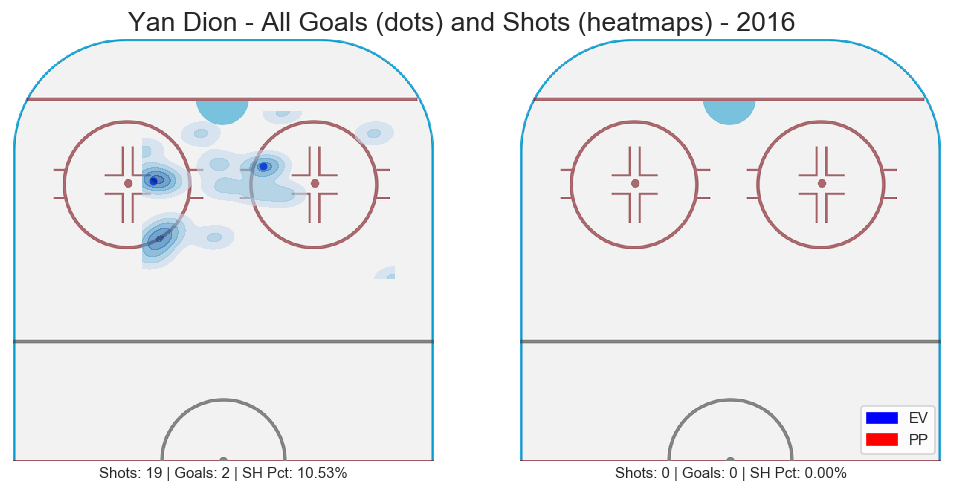 Yan Dion - All Goals (dots) and Shots (heatmaps) - 2016
EV
PP
Shots: 19 | Goals: 2 | SH Pct: 10.53%
Shots: 0 | Goals: 0 | SH Pct: 0.00%